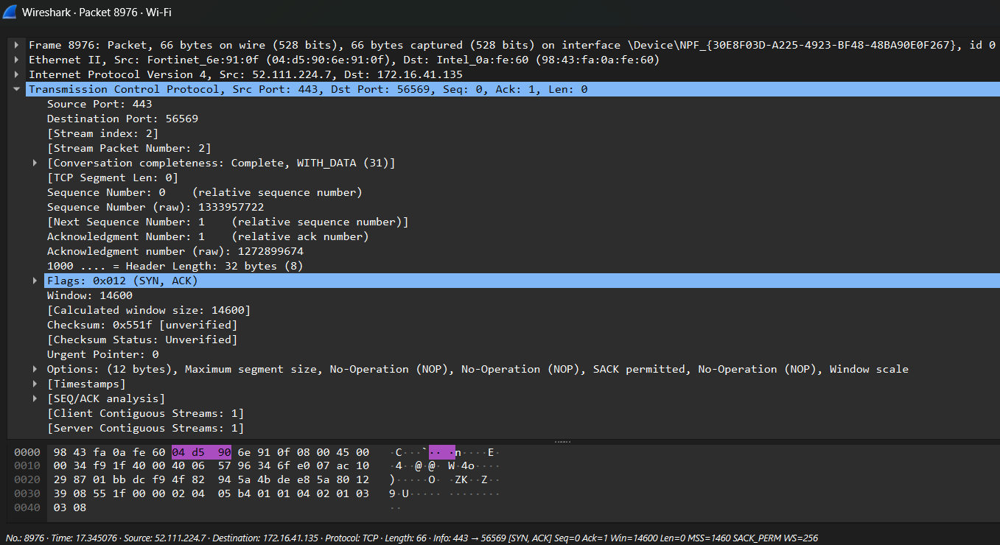 Wireshark · Packet 8976 · Wi-Fi
Frame 8976: Packet, 66 bytes on wire (528 bits), 66 bytes captured (528 bits) on interface \Device\NPF_{30E8F03D-A225-4923-BF48-48BA90E0F267}, id 0
Ethernet II, Src: Fortinet_6e:91:0f (04:d5:90:6e:91:0f), Dst: Intel_0a:fe:60 (98:43:fa:0a:fe:60)
Internet Protocol Version 4, Src: 52.111.224.7, Dst: 172.16.41.135
Transmission Control Protocol, Src Port: 443, Dst Port: 56569, Seq: 0, Ack: 1, Len: 0
Source Port: 443
Destination Port: 56569
[Stream index: 2]
[Stream Packet Number: 2]
[Conversation completeness: Complete, WITH_DATA (31)]
[TCP Segment Len: 0]
Sequence Number: 0    (relative sequence number)
Sequence Number (raw): 1333957722
[Next Sequence Number: 1    (relative sequence number)]
Acknowledgment Number: 1    (relative ack number)
Acknowledgment number (raw): 1272899674
1000 .... = Header Length: 32 bytes (8)
Flags: 0x012 (SYN, ACK)
Window: 14600
[Calculated window size: 14600]
Checksum: 0x551f [unverified]
[Checksum Status: Unverified]
Urgent Pointer: 0
Options: (12 bytes), Maximum segment size, No-Operation (NOP), No-Operation (NOP), SACK permitted, No-Operation (NOP), Window scale
[Timestamps]
[SEQ/ACK analysis]
[Client Contiguous Streams: 1]
[Server Contiguous Streams: 1]
0000 98 43 fa 0a fe 60 04 d5 90 6e 91 0f 08 00 45 00 ·C···`·· ·n····E·
0010 00 34 f9 1f 40 00 40 06 57 96 34 6f e0 07 ac 10 ·4··@·@· W·4o····
0020 29 87 01 bb dc f9 4f 82 94 5a 4b de e8 5a 80 12 )·····O· ·ZK··Z··
0030 39 08 55 1f 00 00 02 04 05 b4 01 01 04 02 01 03 9·U····· ········
0040 03 08 ··
No.: 8976 · Time: 17.345076 · Source: 52.111.224.7 · Destination: 172.16.41.135 · Protocol: TCP · Length: 66 · Info: 443 → 56569 [SYN, ACK] Seq=0 Ack=1 Win=14600 Len=0 MSS=1460 SACK_PERM WS=256